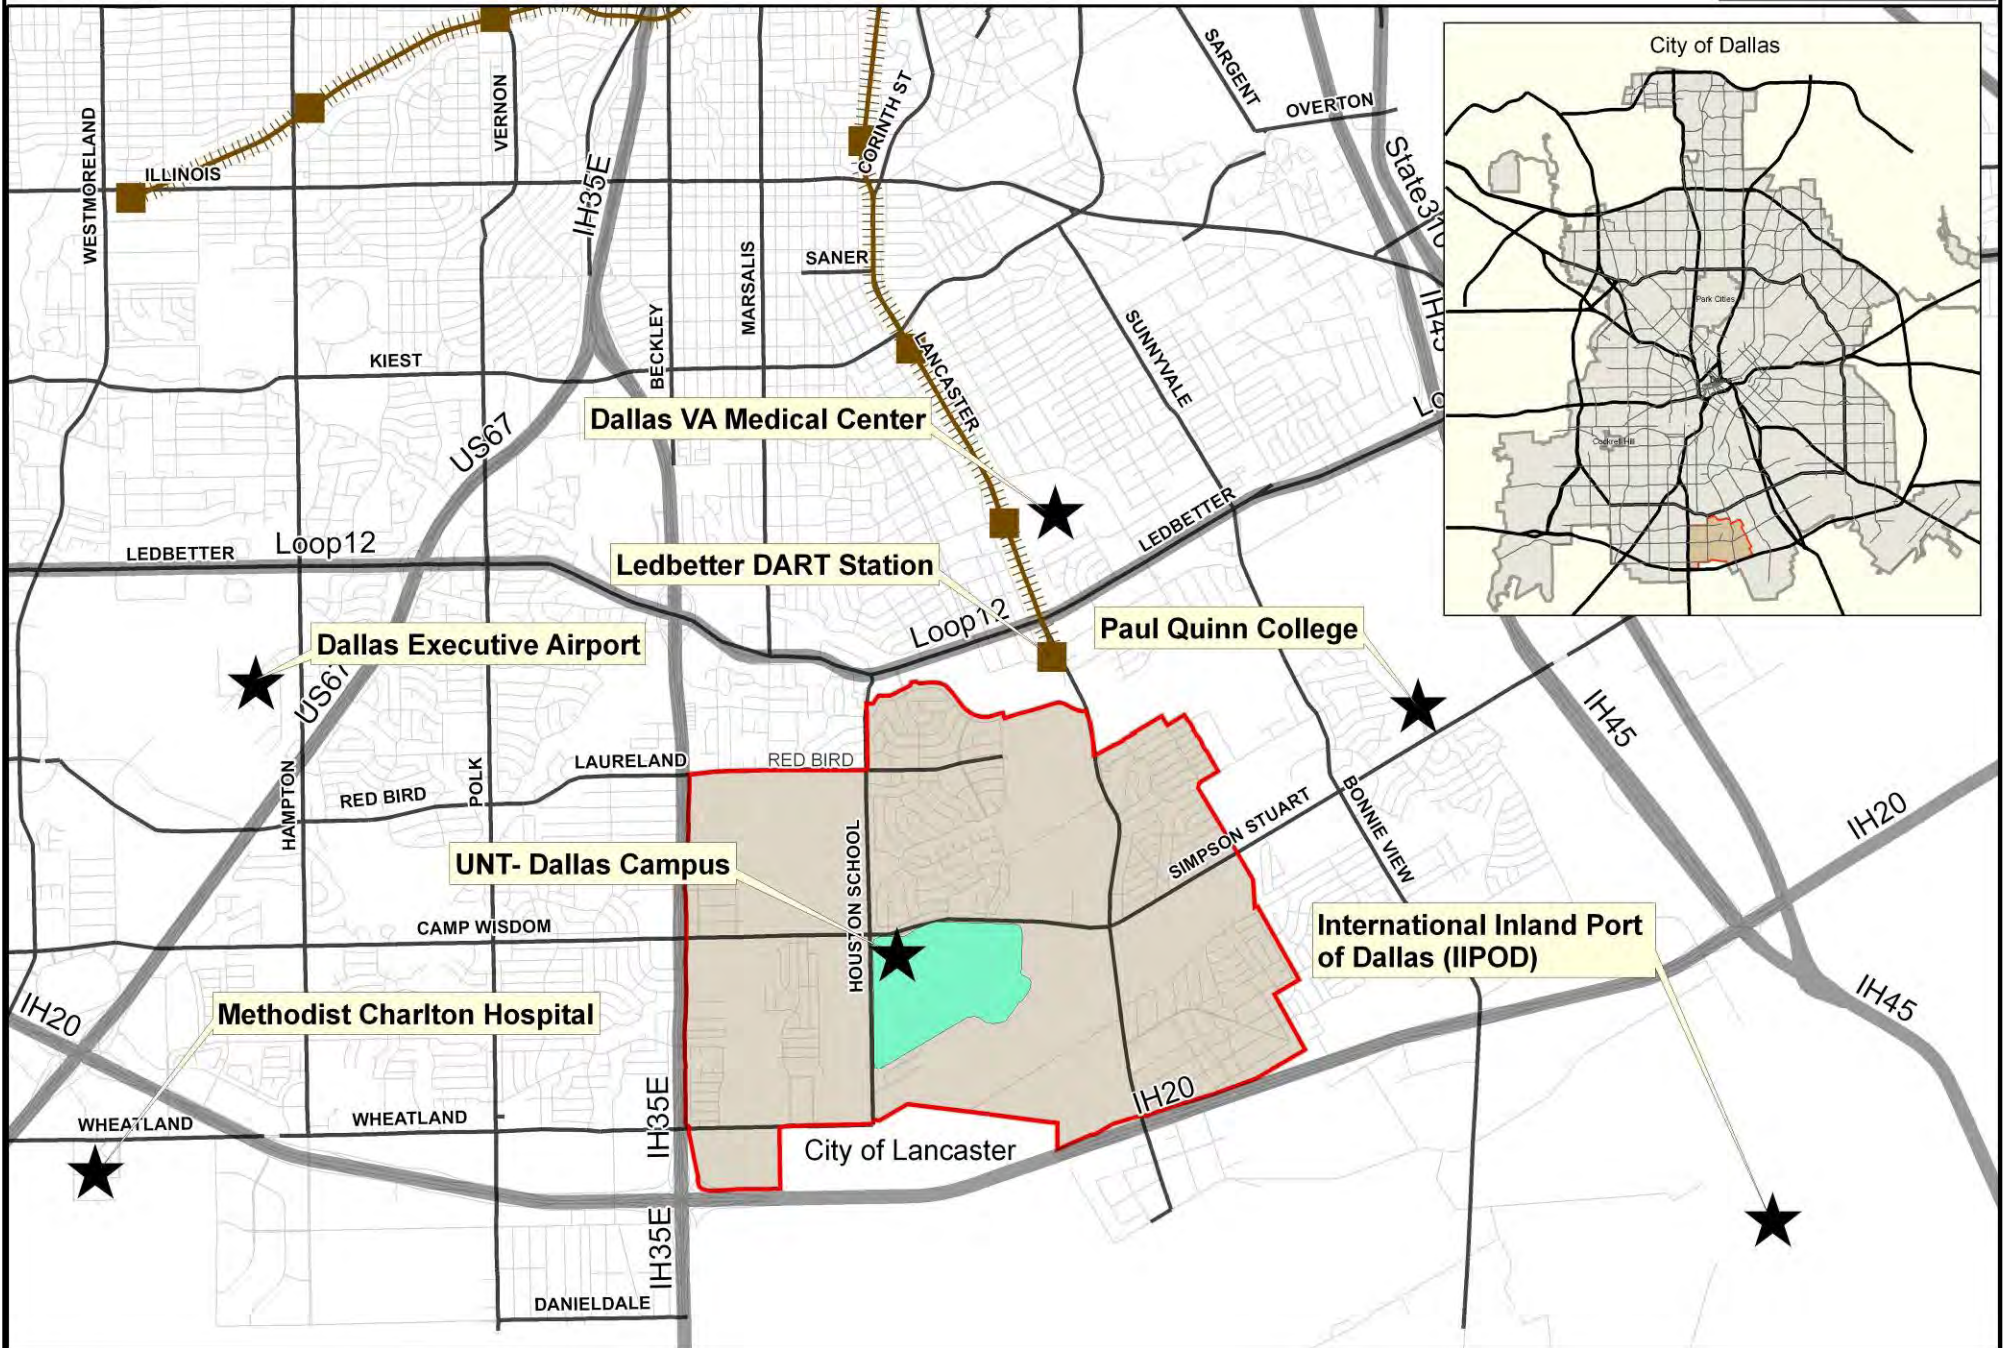 City of Dallas
Park Cities
Cockrell Hill
SARGENT
OVERTON
CORINTH ST
VERNON
WESTMORELAND
ILLINOIS
IH35E
State310
SANER
MARSALIS
BECKLEY
IH45
SUNNYVALE
LANCASTER
KIEST
US67
Dallas VA Medical Center
LEDBETTER
Loop12
LEDBETTER
Ledbetter DART Station
Loop12
Paul Quinn College
Dallas Executive Airport
US67
IH45
LAURELAND
RED BIRD
HAMPTON
POLK
RED BIRD
BONNIE VIEW
SIMPSON STUART
IH20
HOUSTON SCHOOL
UNT- Dallas Campus
CAMP WISDOM
International Inland Port
of Dallas (IIPOD)
IH20
Methodist Charlton Hospital
IH45
IH35E
IH20
WHEATLAND
WHEATLAND
City of Lancaster
IH35E
DANIELDALE